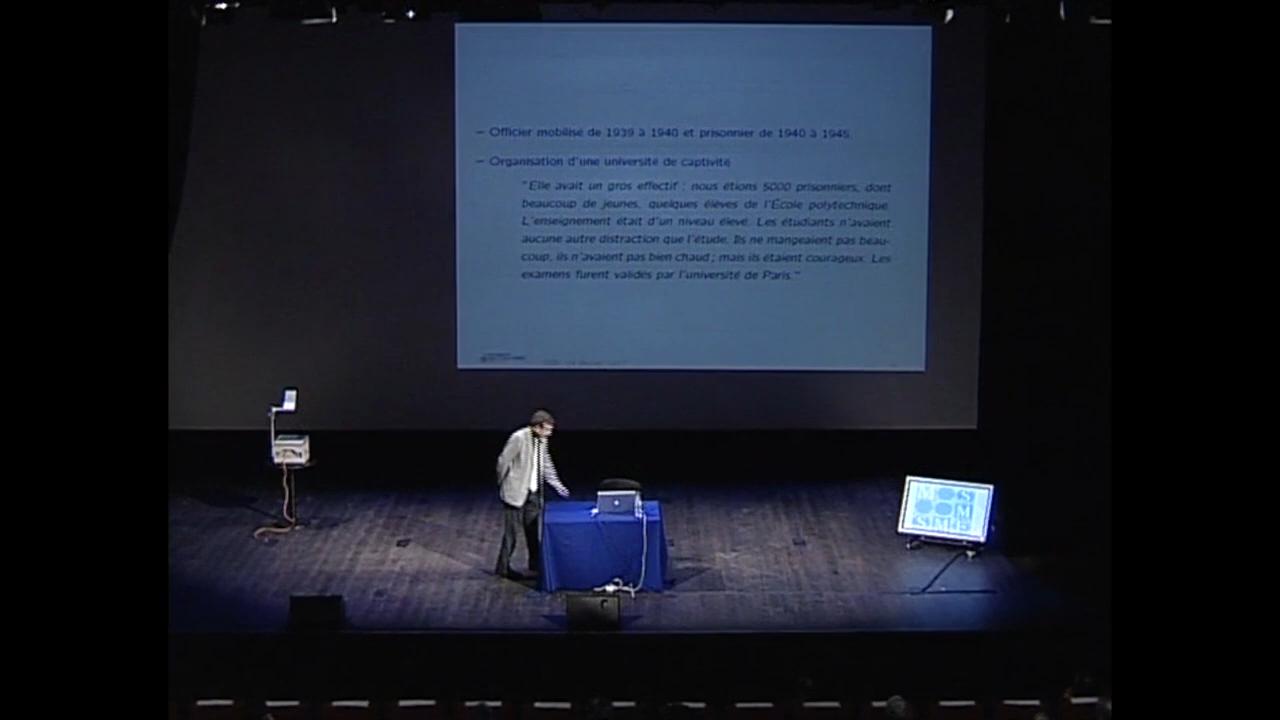 – Officier mobilisé de 1939 à 1940 et prisonnier de 1940 à 1945.
– Organisation d'une université de captivité
"Elle avait un gros effectif : nous étions 5000 prisonniers, dont
beaucoup de jeunes, quelques élèves de l'École polytechnique.
L'enseignement était d'un niveau élevé. Les étudiants n'avaient
aucune autre distraction que l'étude. Ils ne mangeaient pas beau-
coup, ils n'avaient pas bien chaud ; mais ils étaient courageux. Les
examens furent validés par l'université de Paris."